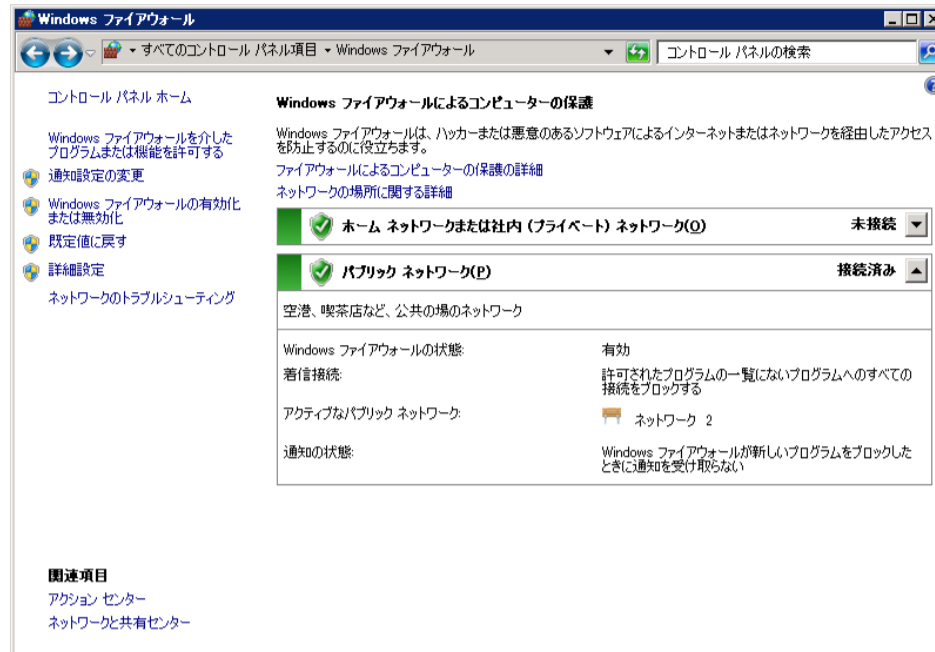 Windows ファイアウォール
すべてのコントロール パネル項目 Windows ファイアウォール
コントロール パネルの検索
コントロール パネル ホーム
Windows ファイアウォールを介した
プログラムまたは機能を許可する
通知設定の変更
Windows ファイアウォールの有効化
または無効化
既定値に戻す
詳細設定
ネットワークのトラブルシューティング
Windows ファイアウォールによるコンピューターの保護
Windows ファイアウォールは、ハッカーまたは悪意のあるソフトウェアによるインターネットまたはネットワークを経由したアクセス
を防止するのに役立ちます。
ファイアウォールによるコンピューターの保護の詳細
ネットワークの場所に関する詳細
ホーム ネットワークまたは社内 (プライベート) ネットワーク(O) 未接続
パブリック ネットワーク(P) 接続済み
空港、喫茶店など、公共の場のネットワーク
Windows ファイアウォールの状態: 有効
着信接続: 許可されたプログラムの一覧にないプログラムへのすべての
接続をブロックする
アクティブなパブリック ネットワーク: ネットワーク 2
通知の状態: Windows ファイアウォールが新しいプログラムをブロックした
ときに通知を受け取らない
関連項目
アクション センター
ネットワークと共有センター